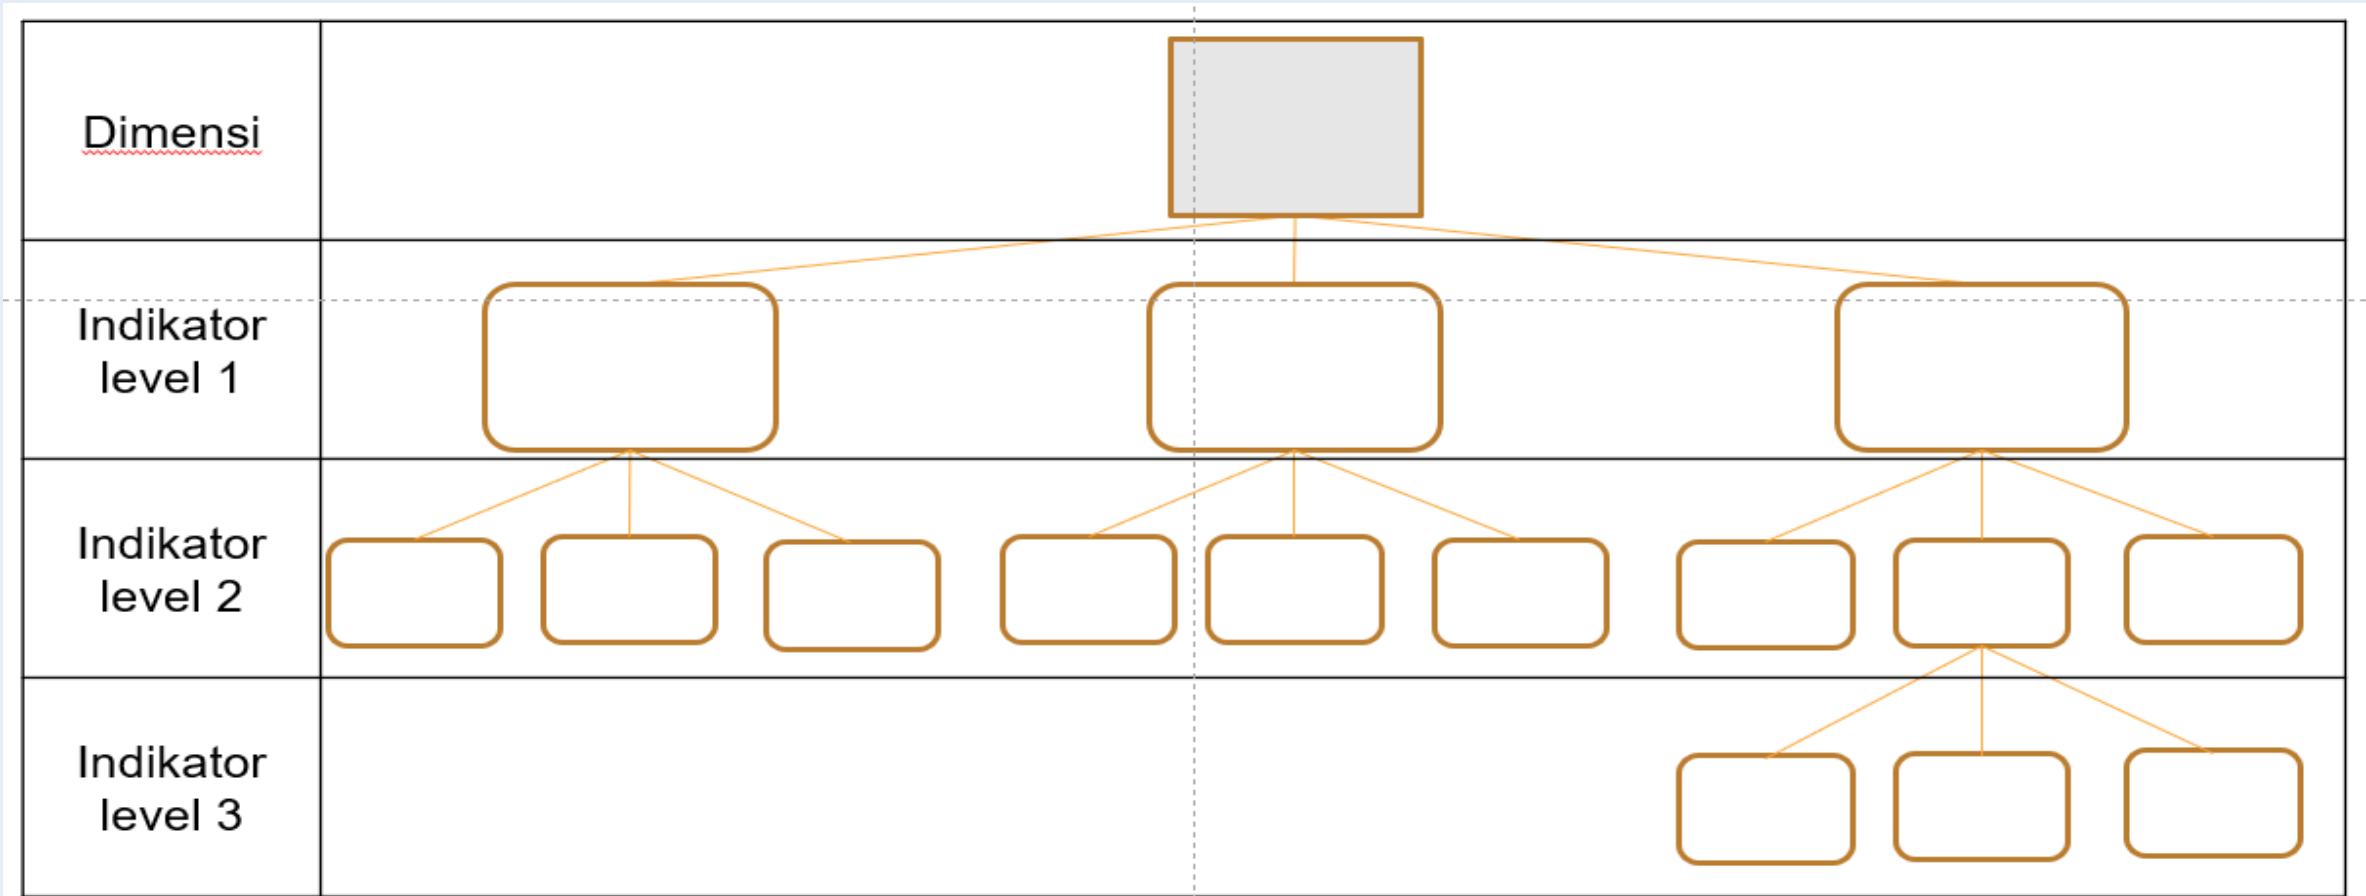 Dimensi
Indikator
level 1
Indikator
level 2
Indikator
level 3